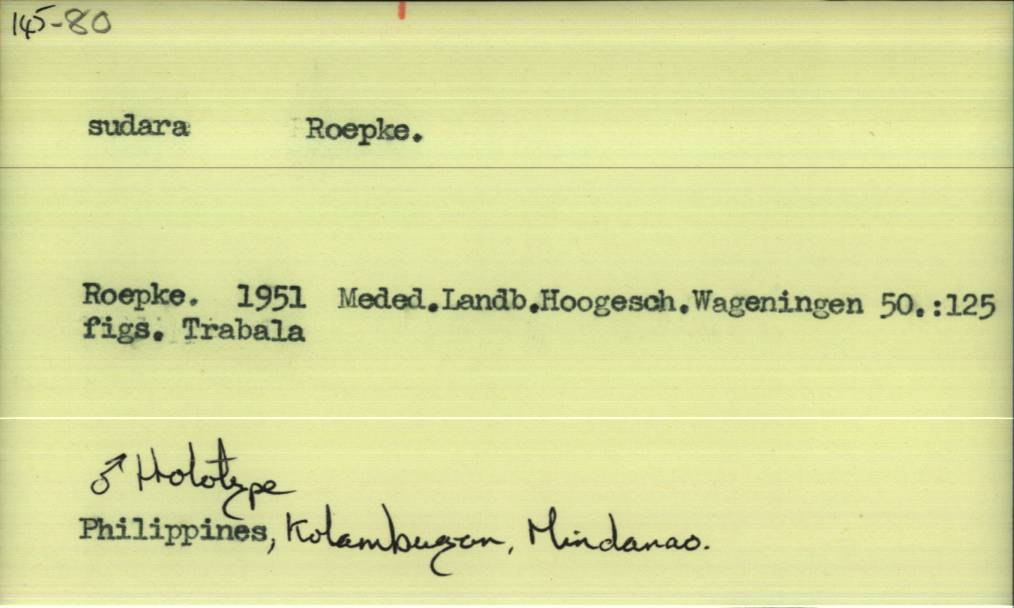 145-80
sudara Roepke.
Roepke. 1951 Meded.Landb.Hoogesch.Wageningen 50.:125
figs. Trabala
♂ Holotype
Philippines, Kolambugan, Mindanao.